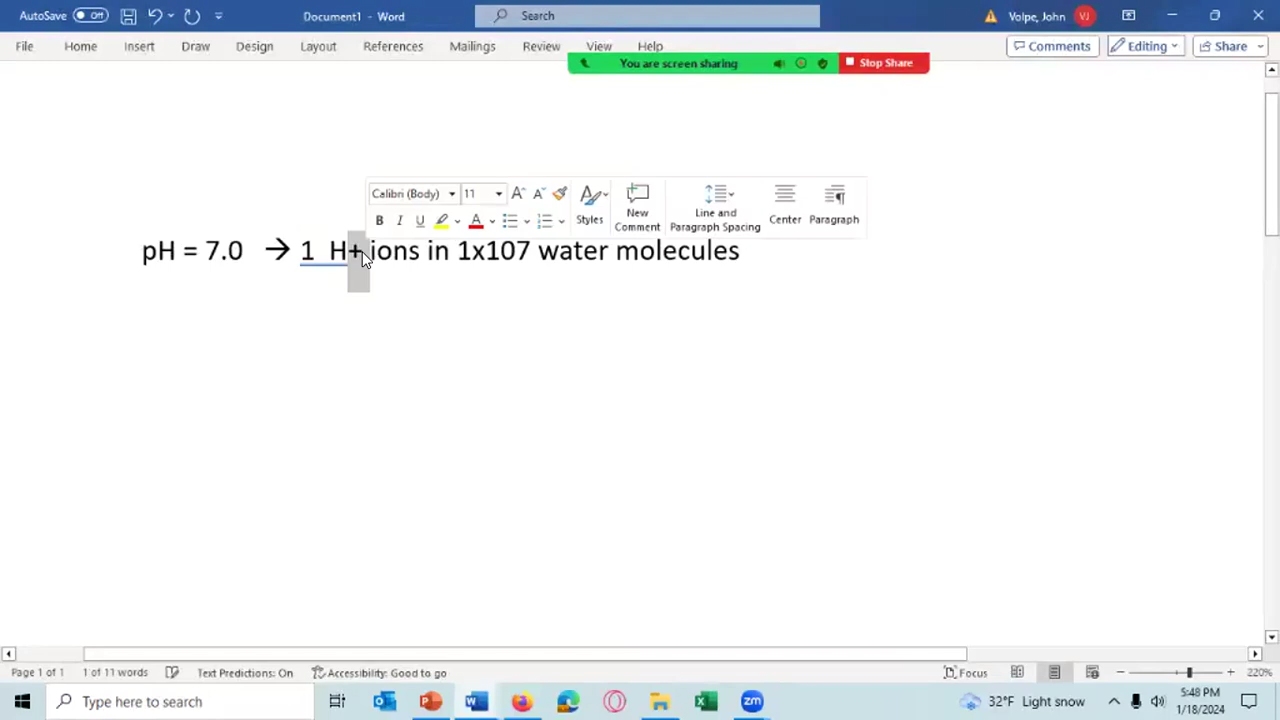 AutoSave Off Document1 - Word Search Volpe, John VJ
File Home Insert Draw Design Layout References Mailings Review View Help Comments Editing Share
You are screen sharing Stop Share
Calibri (Body) 11 A A
B I U A Styles New Comment Line and Paragraph Spacing Center Paragraph
pH = 7.0 → 1 H+ ions in 1x107 water molecules
Page 1 of 1 1 of 11 words Text Predictions: On Accessibility: Good to go Focus 220%
Type here to search 32°F Light snow 5:48 PM
1/18/2024